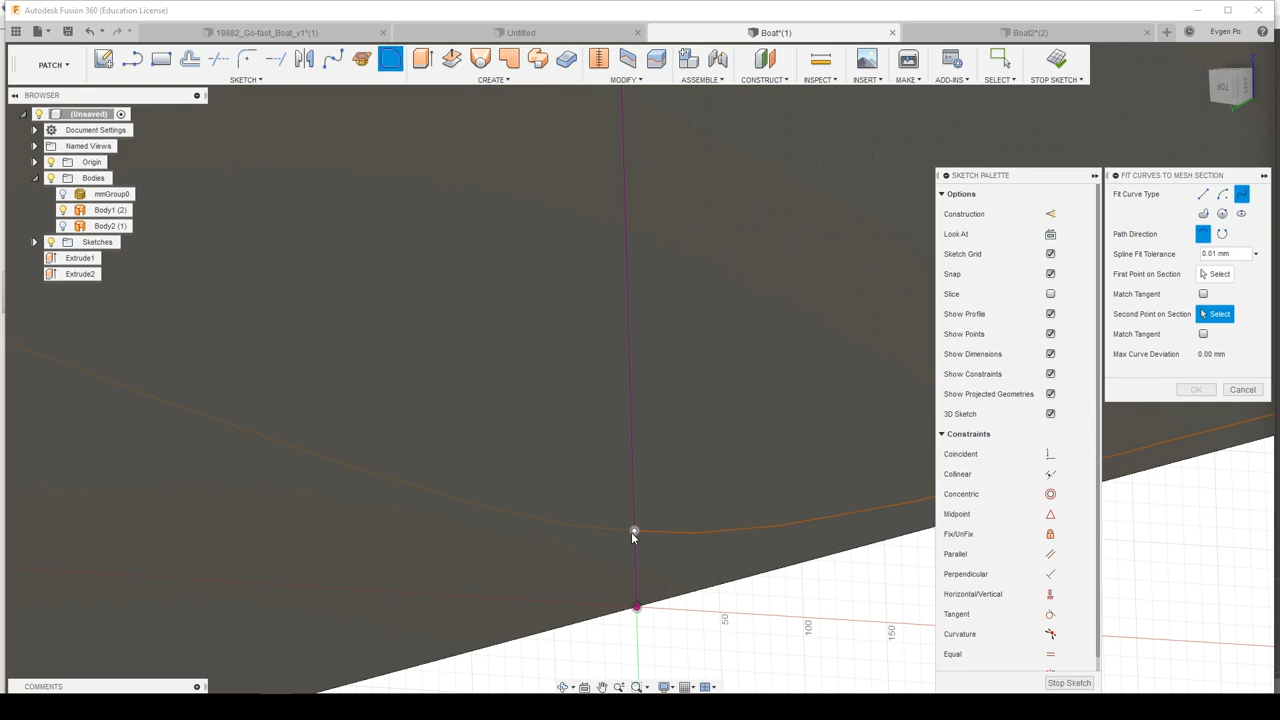 Autodesk Fusion 360 (Education License)
19882_Go-fast_Boat_v1*(1)
Untitled
Boat*(1)
Boat2*(2)
Evgen Po
PATCH
SKETCH
CREATE
MODIFY
ASSEMBLE
CONSTRUCT
INSPECT
INSERT
MAKE
ADD-INS
SELECT
STOP SKETCH
BROWSER
(Unsaved)
Document Settings
Named Views
Origin
Bodies
mmGroup0
Body1 (2)
Body2 (1)
Sketches
Extrude1
Extrude2
TOP
LEFT
Z
SKETCH PALETTE
Options
Construction
Look At
Sketch Grid
Snap
Slice
Show Profile
Show Points
Show Dimensions
Show Constraints
Show Projected Geometries
3D Sketch
Constraints
Coincident
Collinear
Concentric
Midpoint
Fix/UnFix
Parallel
Perpendicular
Horizontal/Vertical
Tangent
Curvature
Equal
Stop Sketch
FIT CURVES TO MESH SECTION
Fit Curve Type
Path Direction
Spline Fit Tolerance 0.01 mm
First Point on Section Select
Match Tangent
Second Point on Section Select
Match Tangent
Max Curve Deviation 0.00 mm
OK Cancel
50
100
150
COMMENTS